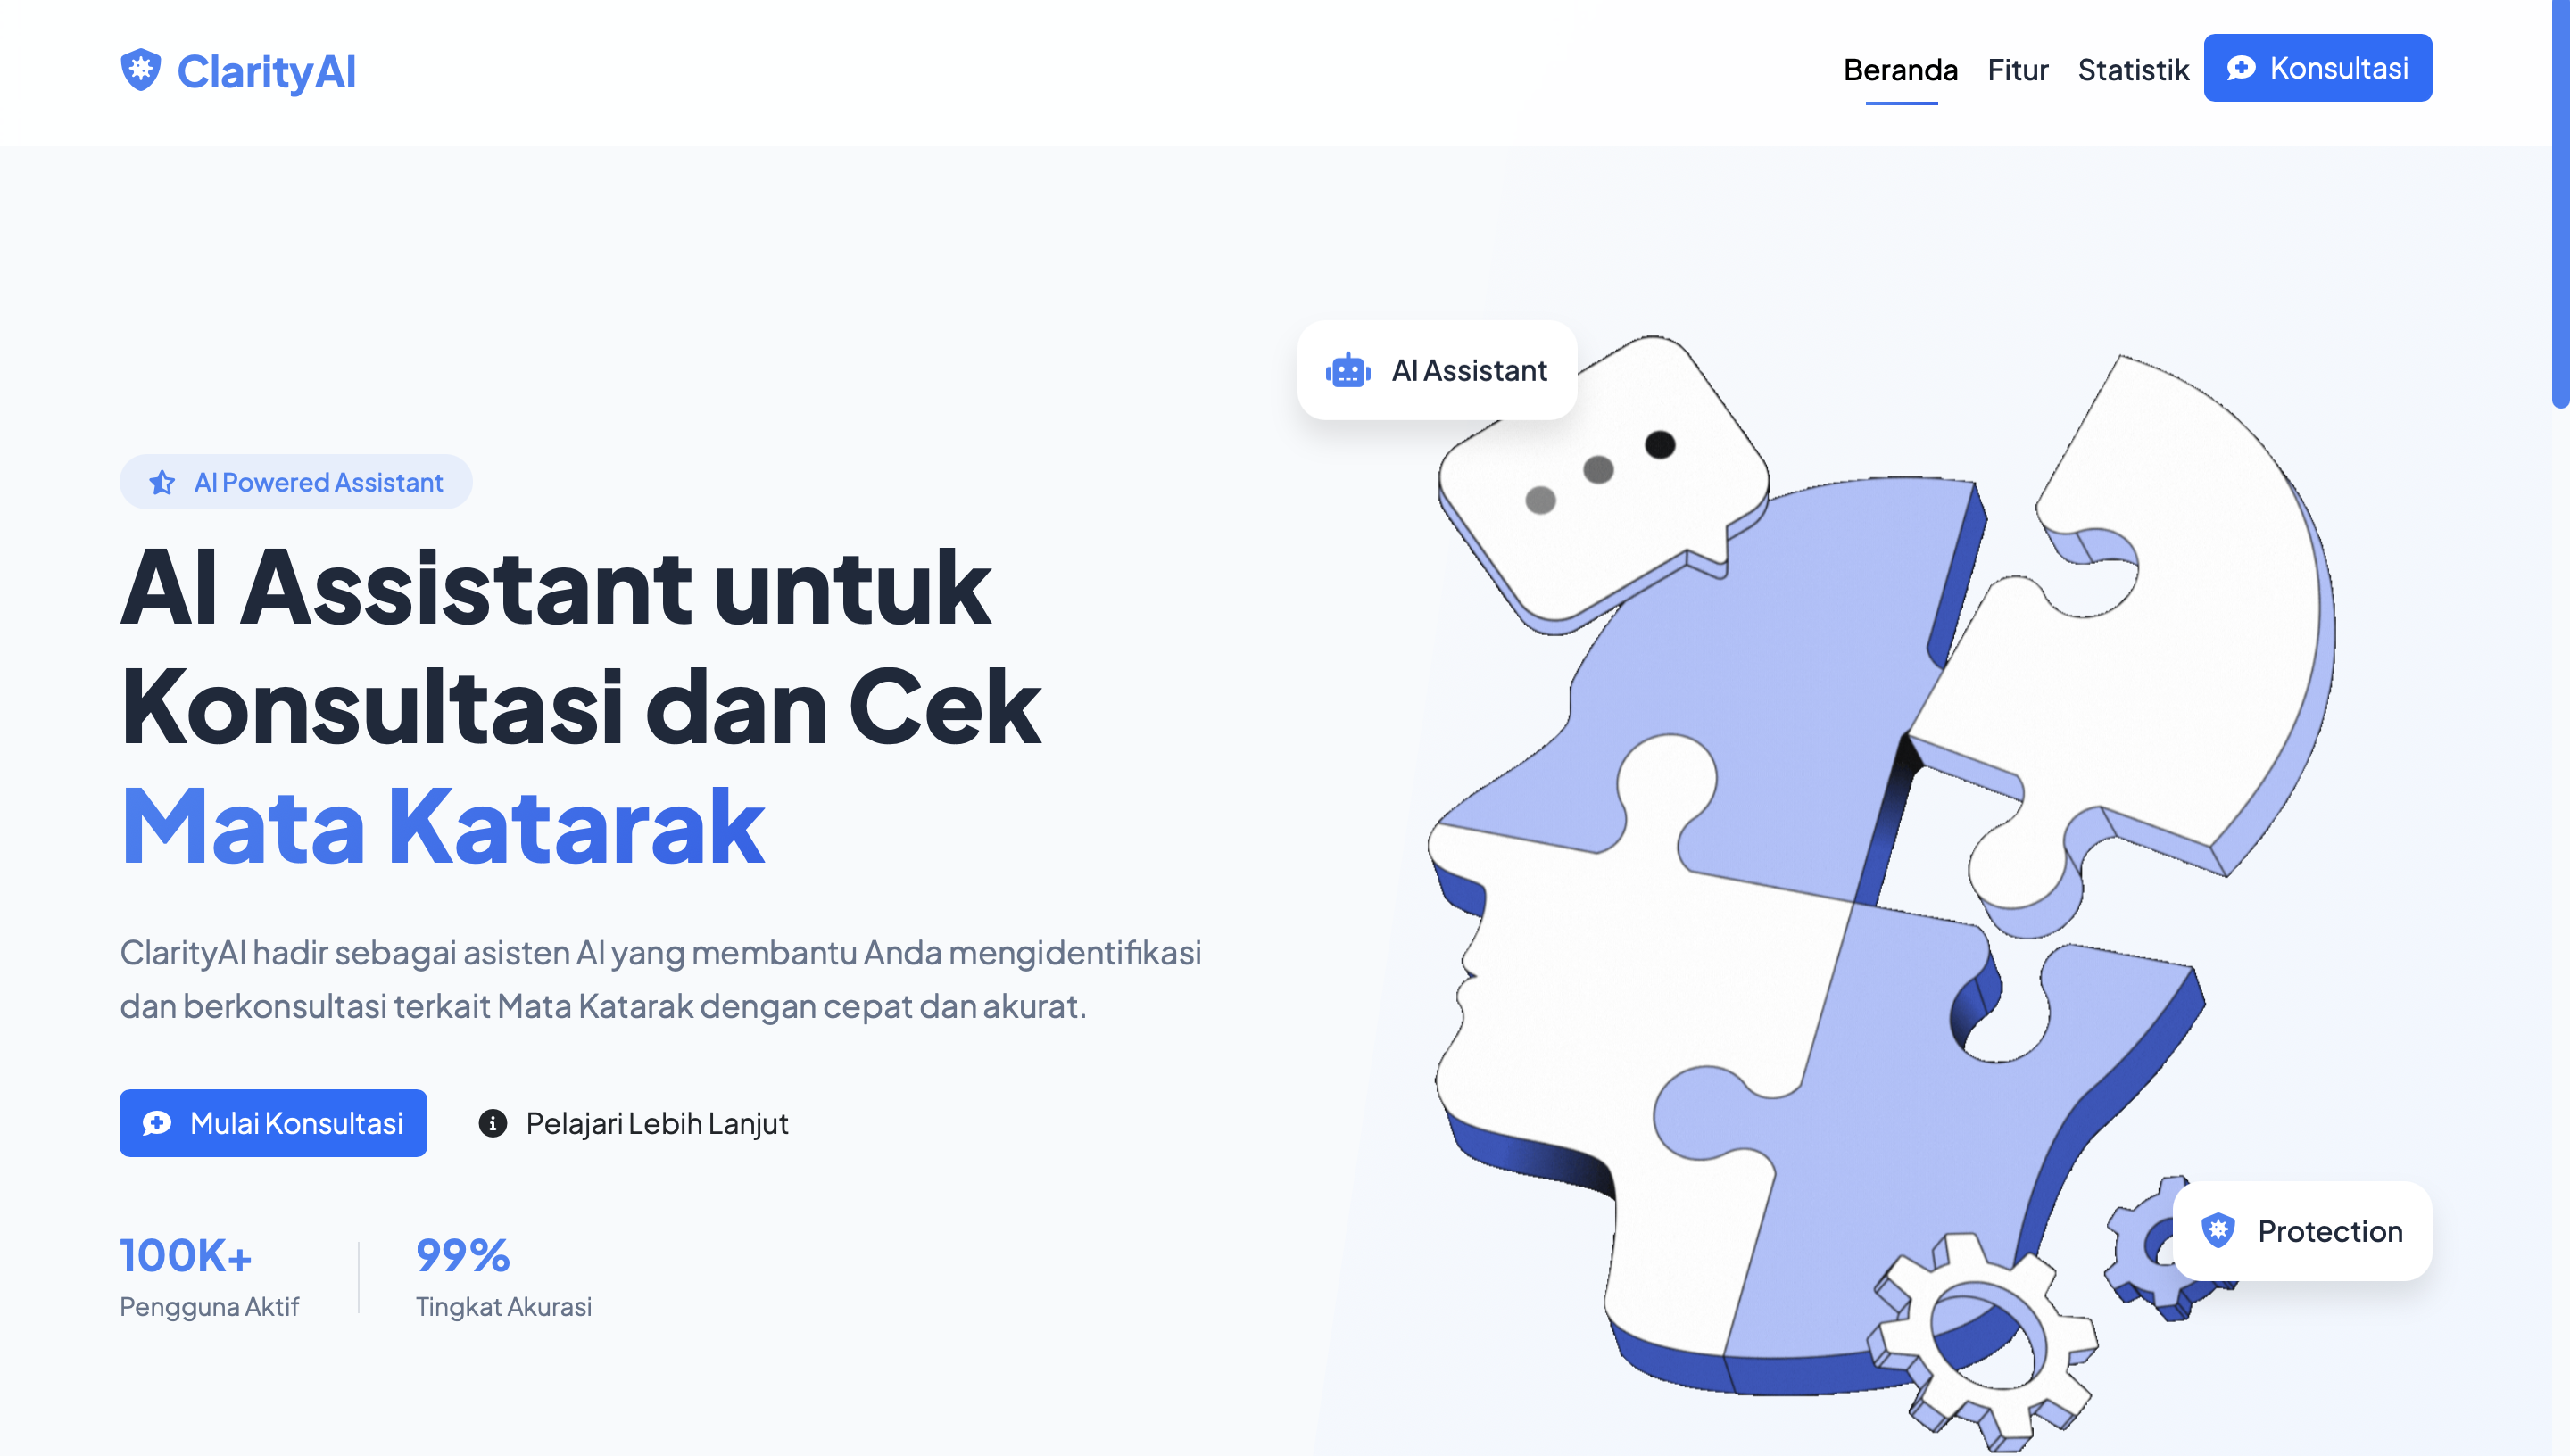 ClarityAI
Beranda
Fitur
Statistik
Konsultasi
AI Assistant
AI Powered Assistant
AI Assistant untuk
Konsultasi dan Cek
Mata Katarak
ClarityAI hadir sebagai asisten AI yang membantu Anda mengidentifikasi
dan berkonsultasi terkait Mata Katarak dengan cepat dan akurat.
Mulai Konsultasi
Pelajari Lebih Lanjut
100K+
Pengguna Aktif
99%
Tingkat Akurasi
Protection